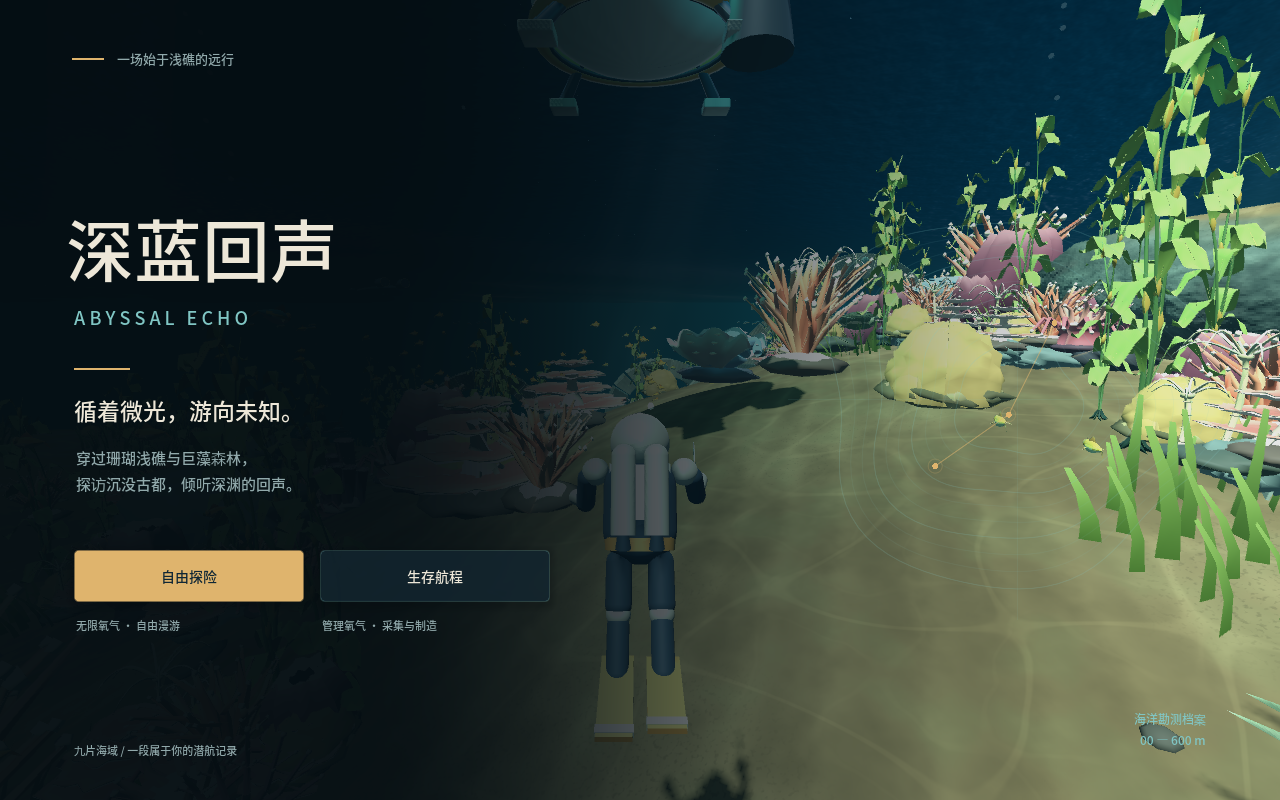 一场始于浅礁的远行
深蓝回声
ABYSSAL ECHO
循着微光，游向未知。
穿过珊瑚浅礁与巨藻森林，
探访沉没古都，倾听深渊的回声。
自由探险
生存航程
无限氧气 · 自由漫游
管理氧气 · 采集与制造
九片海域 / 一段属于你的潜航记录
海洋勘测档案
00 — 600 m